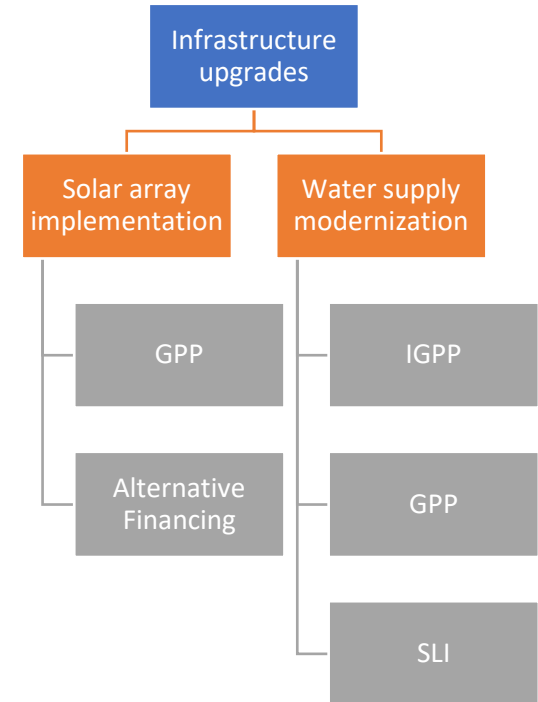 Infrastructure
upgrades
Solar array
implementation
Water supply
modernization
GPP
Alternative
Financing
IGPP
GPP
SLI